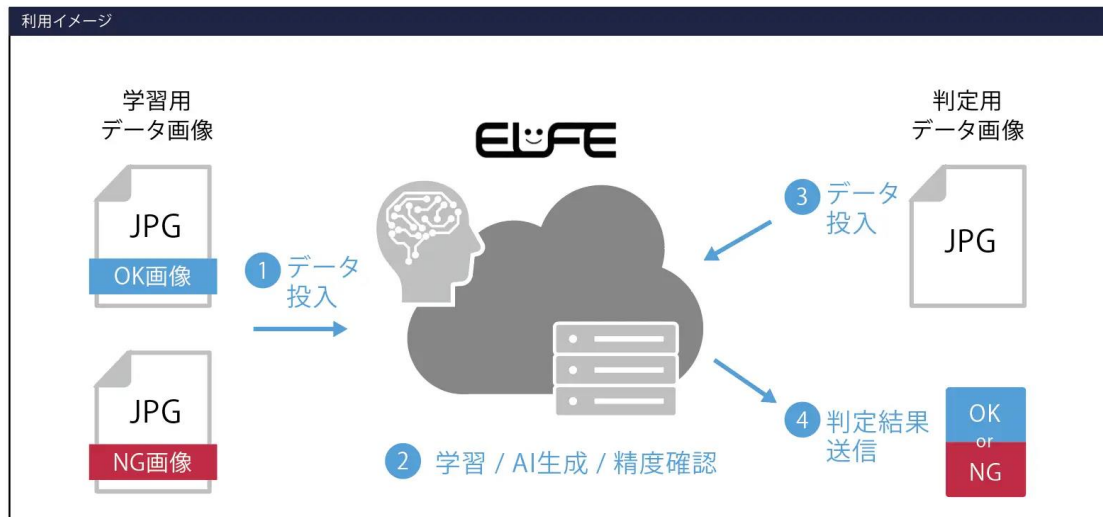 利用イメージ
学習用
データ画像
JPG
OK画像
JPG
NG画像
1 データ
投入
ELFE
2 学習 / AI生成 / 精度確認
判定用
データ画像
JPG
3 データ
投入
4 判定結果
送信
OK
or
NG